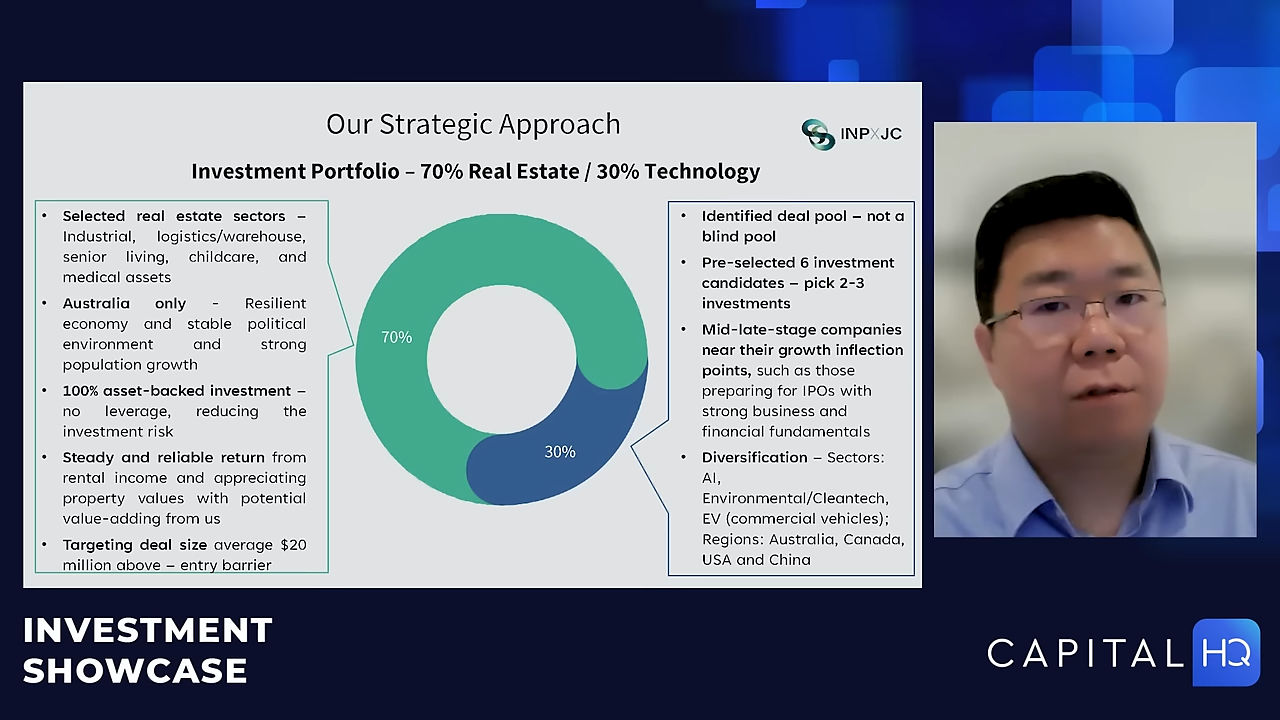 Our Strategic Approach
INPXJC
Investment Portfolio – 70% Real Estate / 30% Technology
• Selected real estate sectors –
Industrial, logistics/warehouse,
senior living, childcare, and
medical assets
• Australia only - Resilient
economy and stable political
environment and strong
population growth
• 100% asset-backed investment –
no leverage, reducing the
investment risk
• Steady and reliable return from
rental income and appreciating
property values with potential
value-adding from us
• Targeting deal size average $20
million above – entry barrier
70%
30%
• Identified deal pool – not a
blind pool
• Pre-selected 6 investment
candidates – pick 2-3
investments
• Mid-late-stage companies
near their growth inflection
points, such as those
preparing for IPOs with
strong business and
financial fundamentals
• Diversification – Sectors:
AI,
Environmental/Cleantech,
EV (commercial vehicles);
Regions: Australia, Canada,
USA and China
INVESTMENT
SHOWCASE
CAPITAL HQ